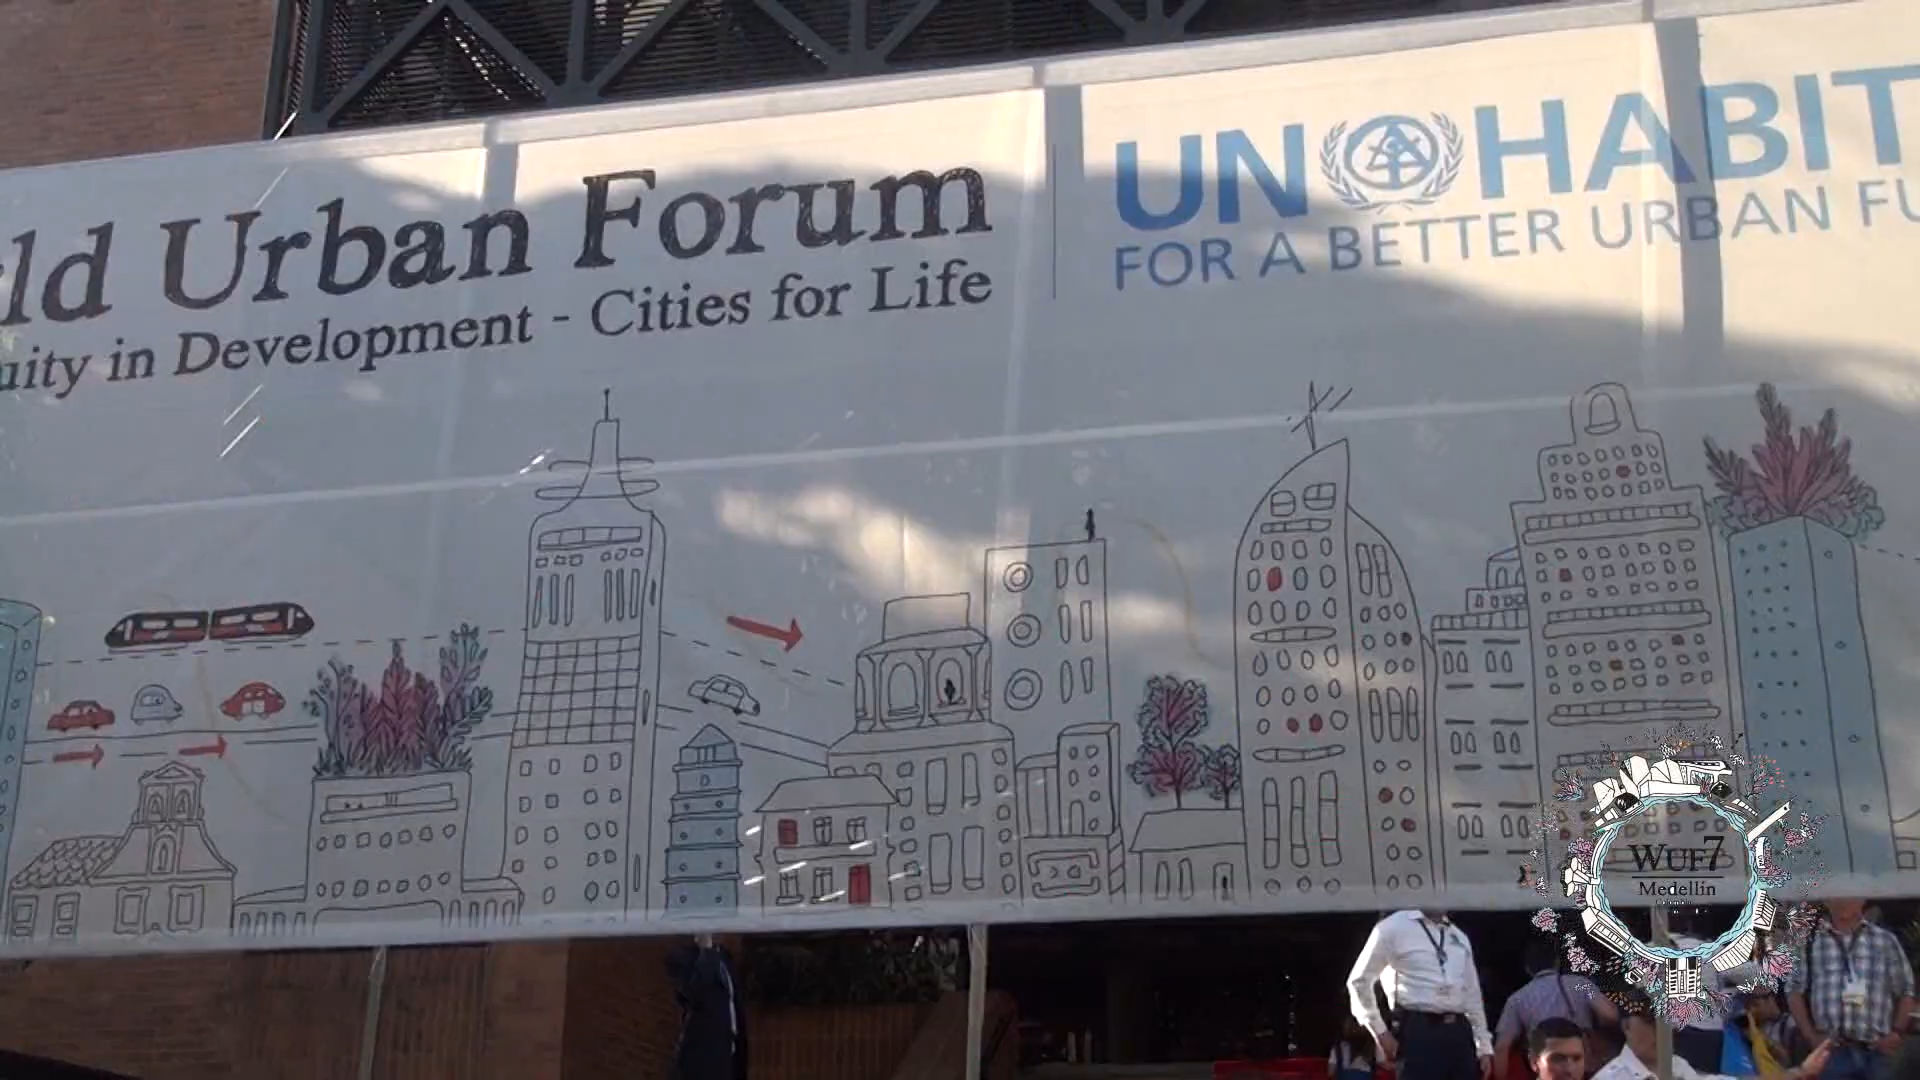 ld Urban Forum
uity in Development - Cities for Life
UN HABIT
FOR A BETTER URBAN FU
WUF7
Medellín